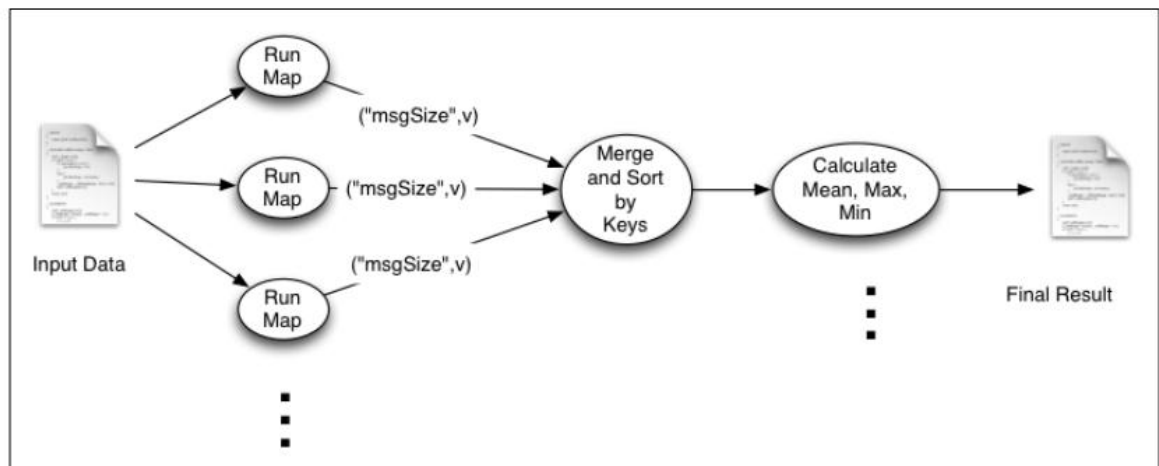 Run
Map
("msgSize",v)
Run
Map
("msgSize",v)
Run
Map
("msgSize",v)
Input Data
Merge
and Sort
by
Keys
Calculate
Mean, Max,
Min
Final Result